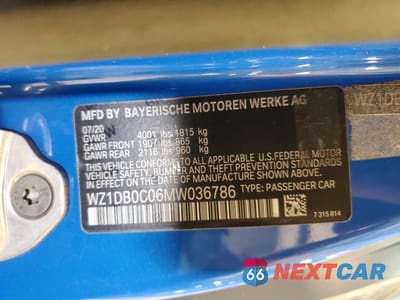 MFD BY BAYERISCHE MOTOREN WERKE AG
07/20
GVWR 4001 lbs 1815 kg
GAWR FRONT 1907 lbs 865 kg
GAWR REAR 2116 lbs 960 kg
THIS VEHICLE CONFORMS TO ALL APPLICABLE U.S. FEDERAL MOTOR
VEHICLE SAFETY, BUMPER, AND THEFT PREVENTION STANDARDS IN
EFFECT ON THE DATE OF MANUFACTURE SHOWN ABOVE.
WZ1DB0C06MW036786 TYPE: PASSENGER CAR
7 315 814
WZ1DB
66 NEXTCAR